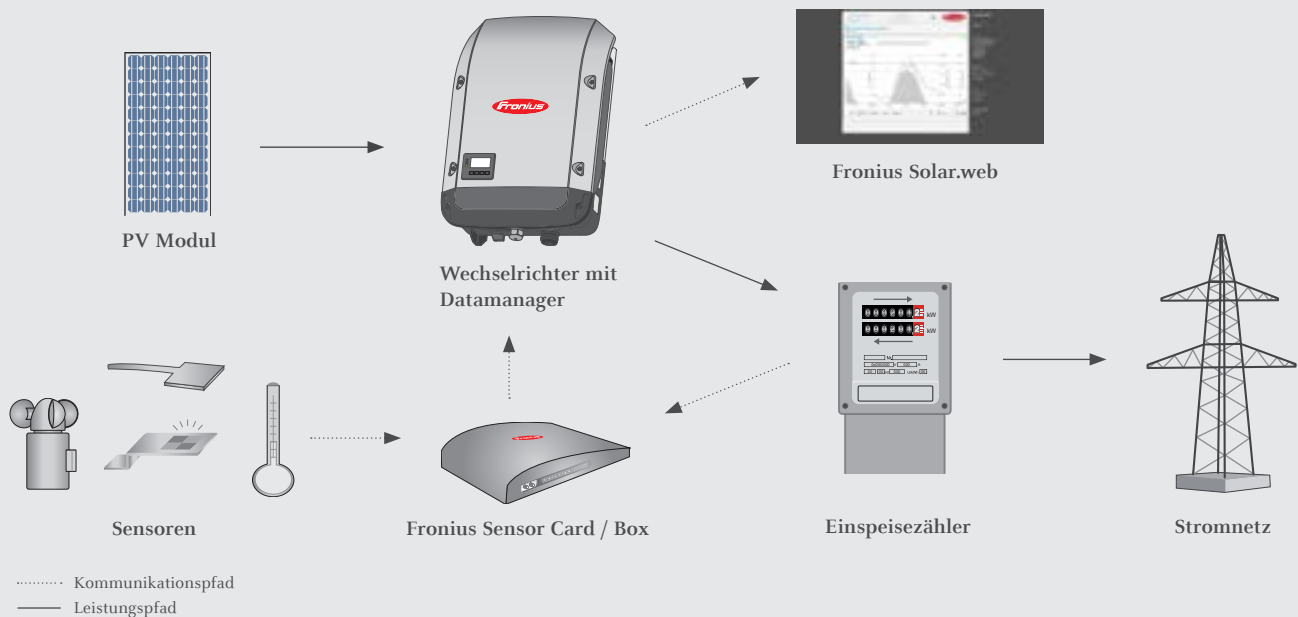 Fronius
Fronius Solar.web
PV Modul
Wechselrichter mit
Datamanager
kW
kW
Sensoren
Fronius Sensor Card / Box
Einspeisezähler
Stromnetz
Kommunikationspfad
Leistungspfad